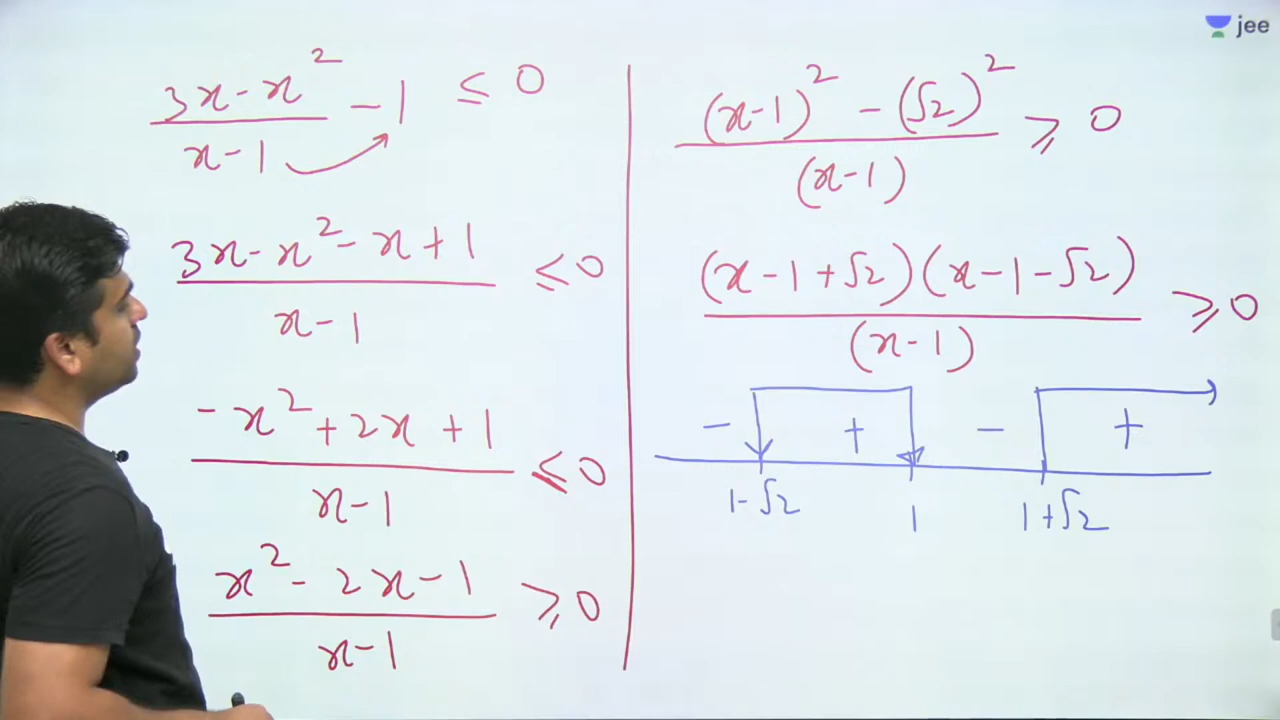 (3x-x²)/(x-1) - 1 ≤ 0
(3x-x²-x+1)/(x-1) ≤ 0
(-x²+2x+1)/(x-1) ≤ 0
(x²-2x-1)/(x-1) ≥ 0
((x-1)²-(√2)²)/(x-1) ≥ 0
((x-1+√2)(x-1-√2))/(x-1) ≥ 0
- + - +
1-√2 1 1+√2
jee